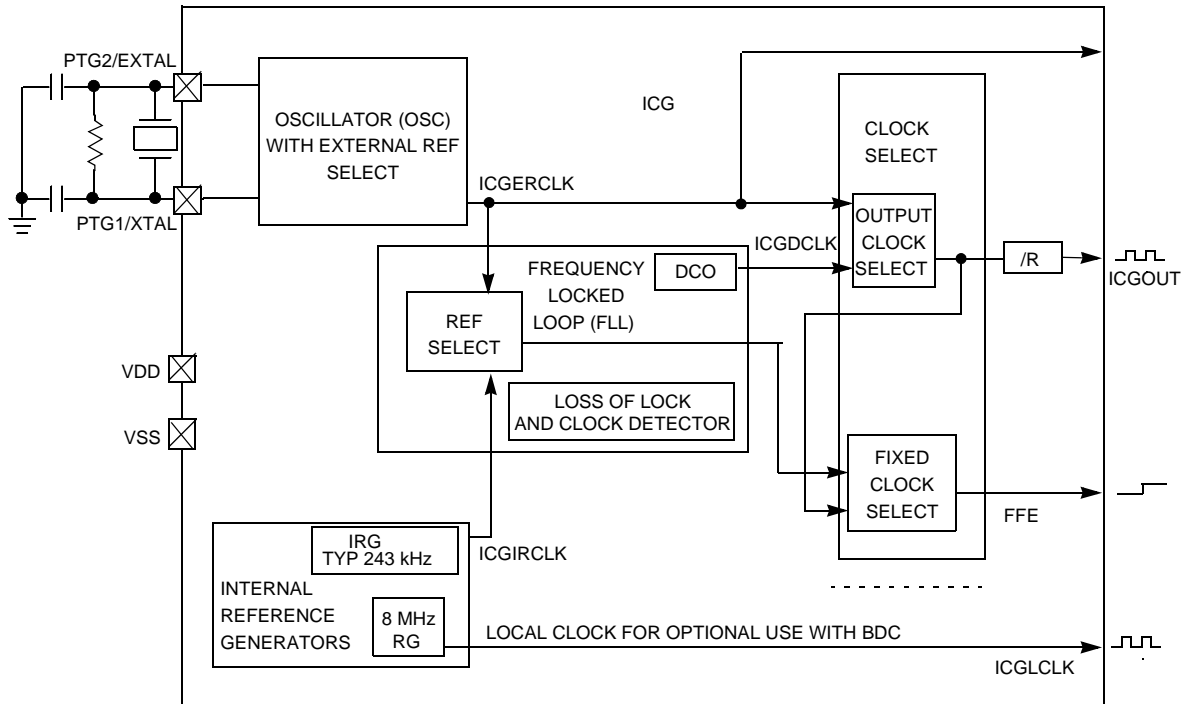 PTG2/EXTAL
OSCILLATOR (OSC)
WITH EXTERNAL REF
SELECT
ICG
CLOCK
SELECT
ICGERCLK
PTG1/XTAL
OUTPUT
CLOCK
SELECT
ICGDCLK
/R
ICGOUT
FREQUENCY
LOCKED
LOOP (FLL)
DCO
REF
SELECT
VDD
LOSS OF LOCK
AND CLOCK DETECTOR
VSS
FIXED
CLOCK
SELECT
FFE
IRG
TYP 243 kHz
ICGIRCLK
INTERNAL
REFERENCE
GENERATORS
8 MHz
RG
LOCAL CLOCK FOR OPTIONAL USE WITH BDC
ICGLCLK